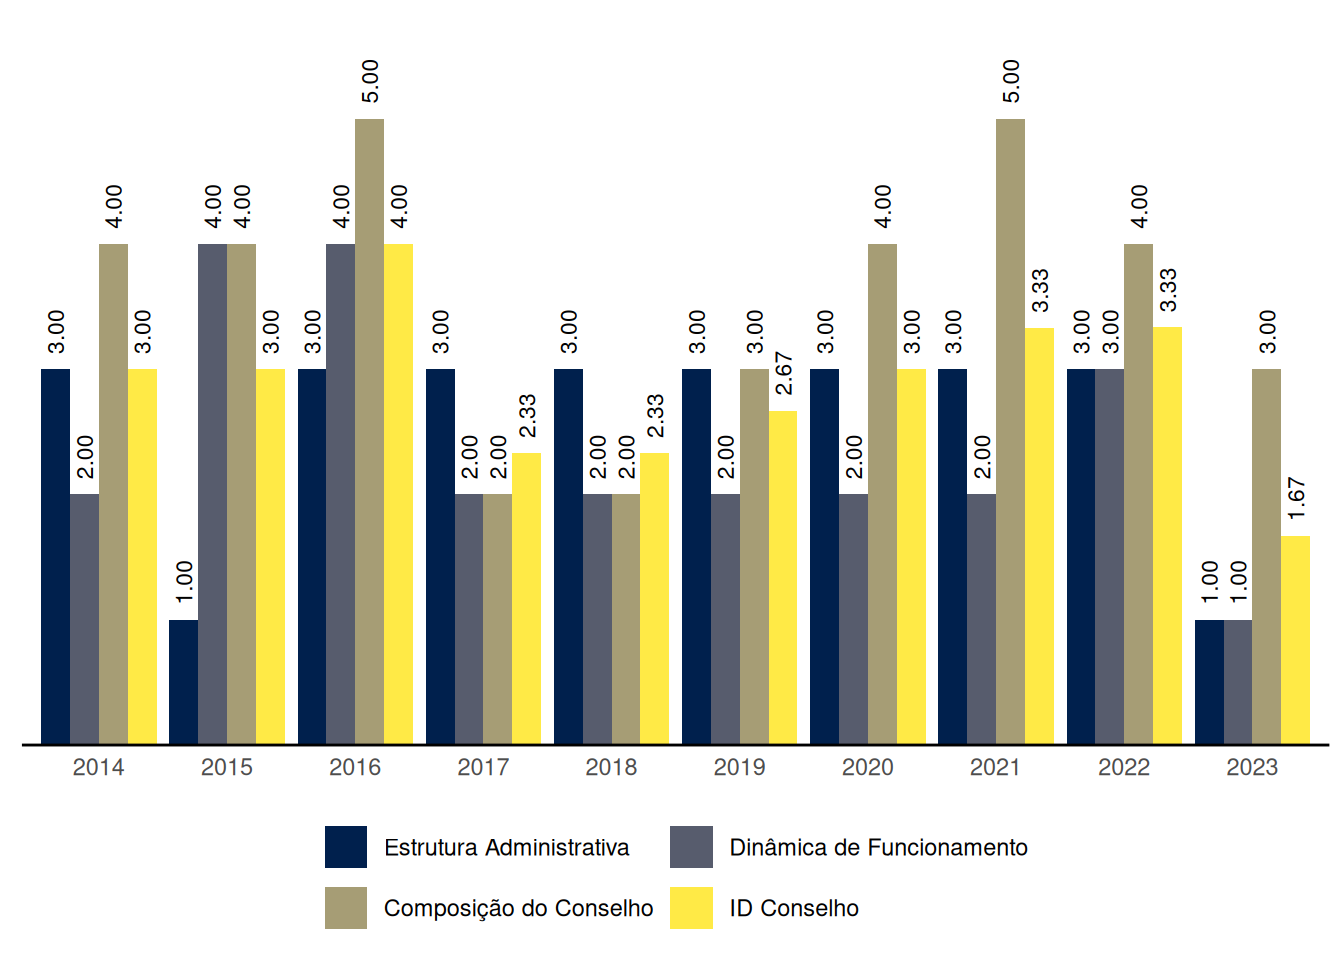 3.00 2.00 4.00 3.00
1.00 4.00 4.00 3.00
3.00 4.00 5.00 4.00
3.00 2.00 2.00 2.33
3.00 2.00 2.00 2.33
3.00 2.00 3.00 2.67
3.00 2.00 4.00 3.00
3.00 2.00 5.00 3.33
3.00 3.00 4.00 3.33
1.00 1.00 3.00 1.67
2014 2015 2016 2017 2018 2019 2020 2021 2022 2023
Estrutura Administrativa Dinâmica de Funcionamento
Composição do Conselho ID Conselho